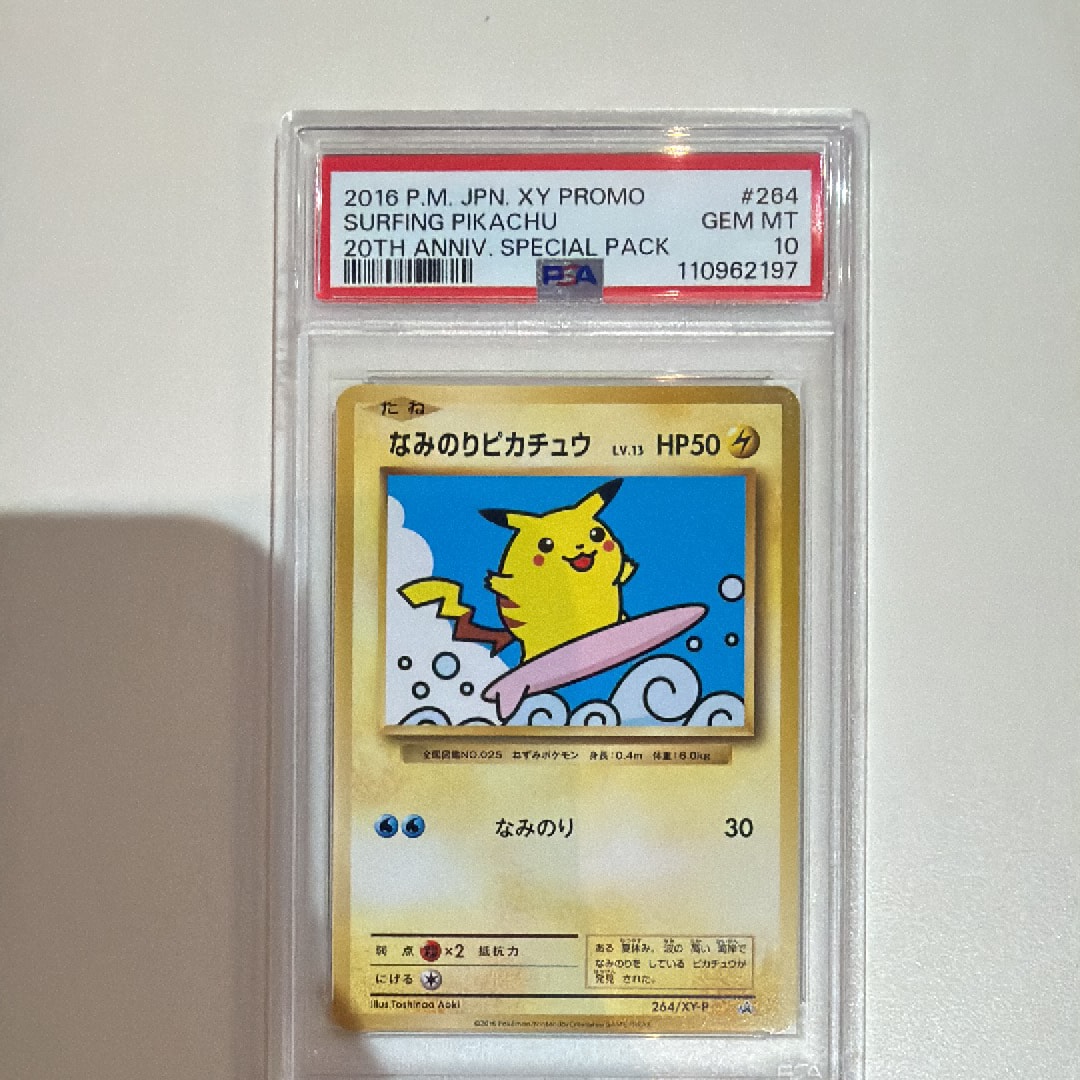 2016 P.M. JPN. XY PROMO #264
SURFING PIKACHU GEM MT
20TH ANNIV. SPECIAL PACK 10
PSA 110962197
たね
なみのりピカチュウ LV.13 HP50
全国図鑑NO.025 ねずみポケモン 身長:0.4m 体重:6.0kg
なみのり 30
弱点 ×2 抵抗力
にげる
ある 夏休み、波の 高い 海岸で
なみのりを している ピカチュウが
発見 された。
Illus.Toshinao Aoki 264/XY-P
©2016